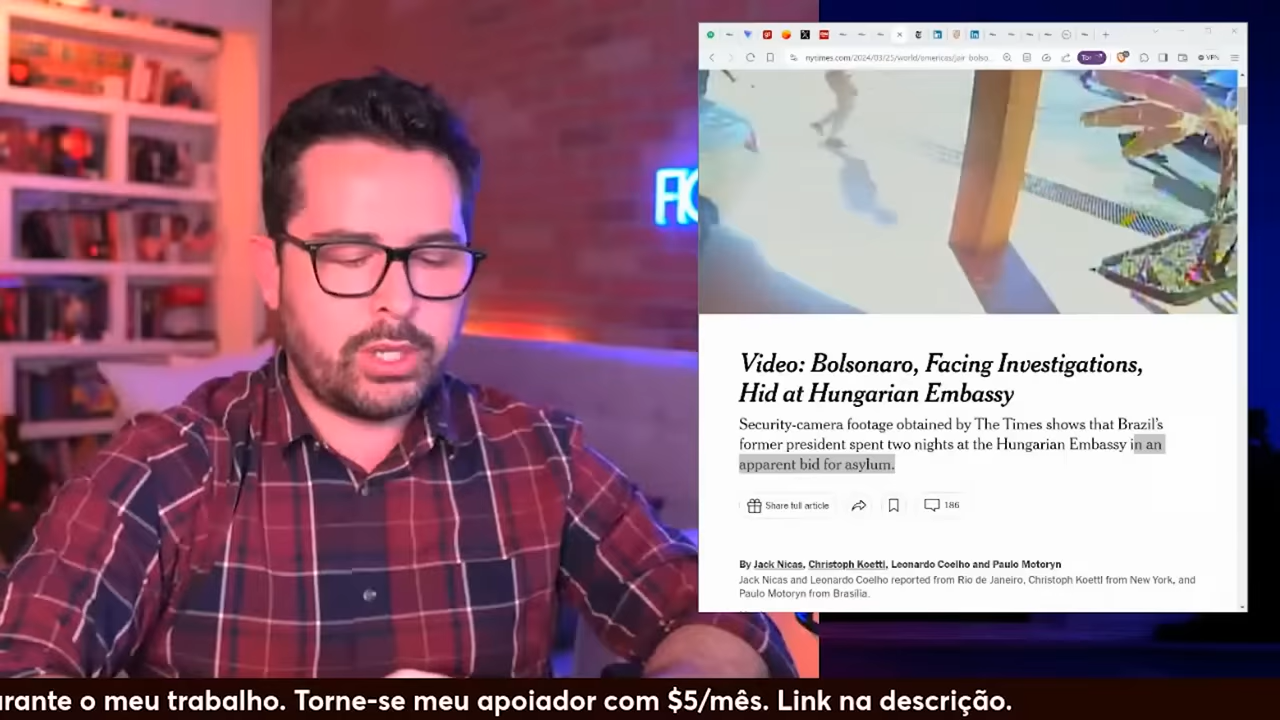 nytimes.com/2024/03/25/world/americas/jair-bolso...
Tor
VPN
Video: Bolsonaro, Facing Investigations,
Hid at Hungarian Embassy
Security-camera footage obtained by The Times shows that Brazil's
former president spent two nights at the Hungarian Embassy in an
apparent bid for asylum.
Share full article
186
By Jack Nicas, Christoph Koettl, Leonardo Coelho and Paulo Motoryn
Jack Nicas and Leonardo Coelho reported from Rio de Janeiro, Christoph Koettl from New York, and
Paulo Motoryn from Brasília.
o meu trabalho. Torne-se meu apoiador com $5/mês. Link na descrição.